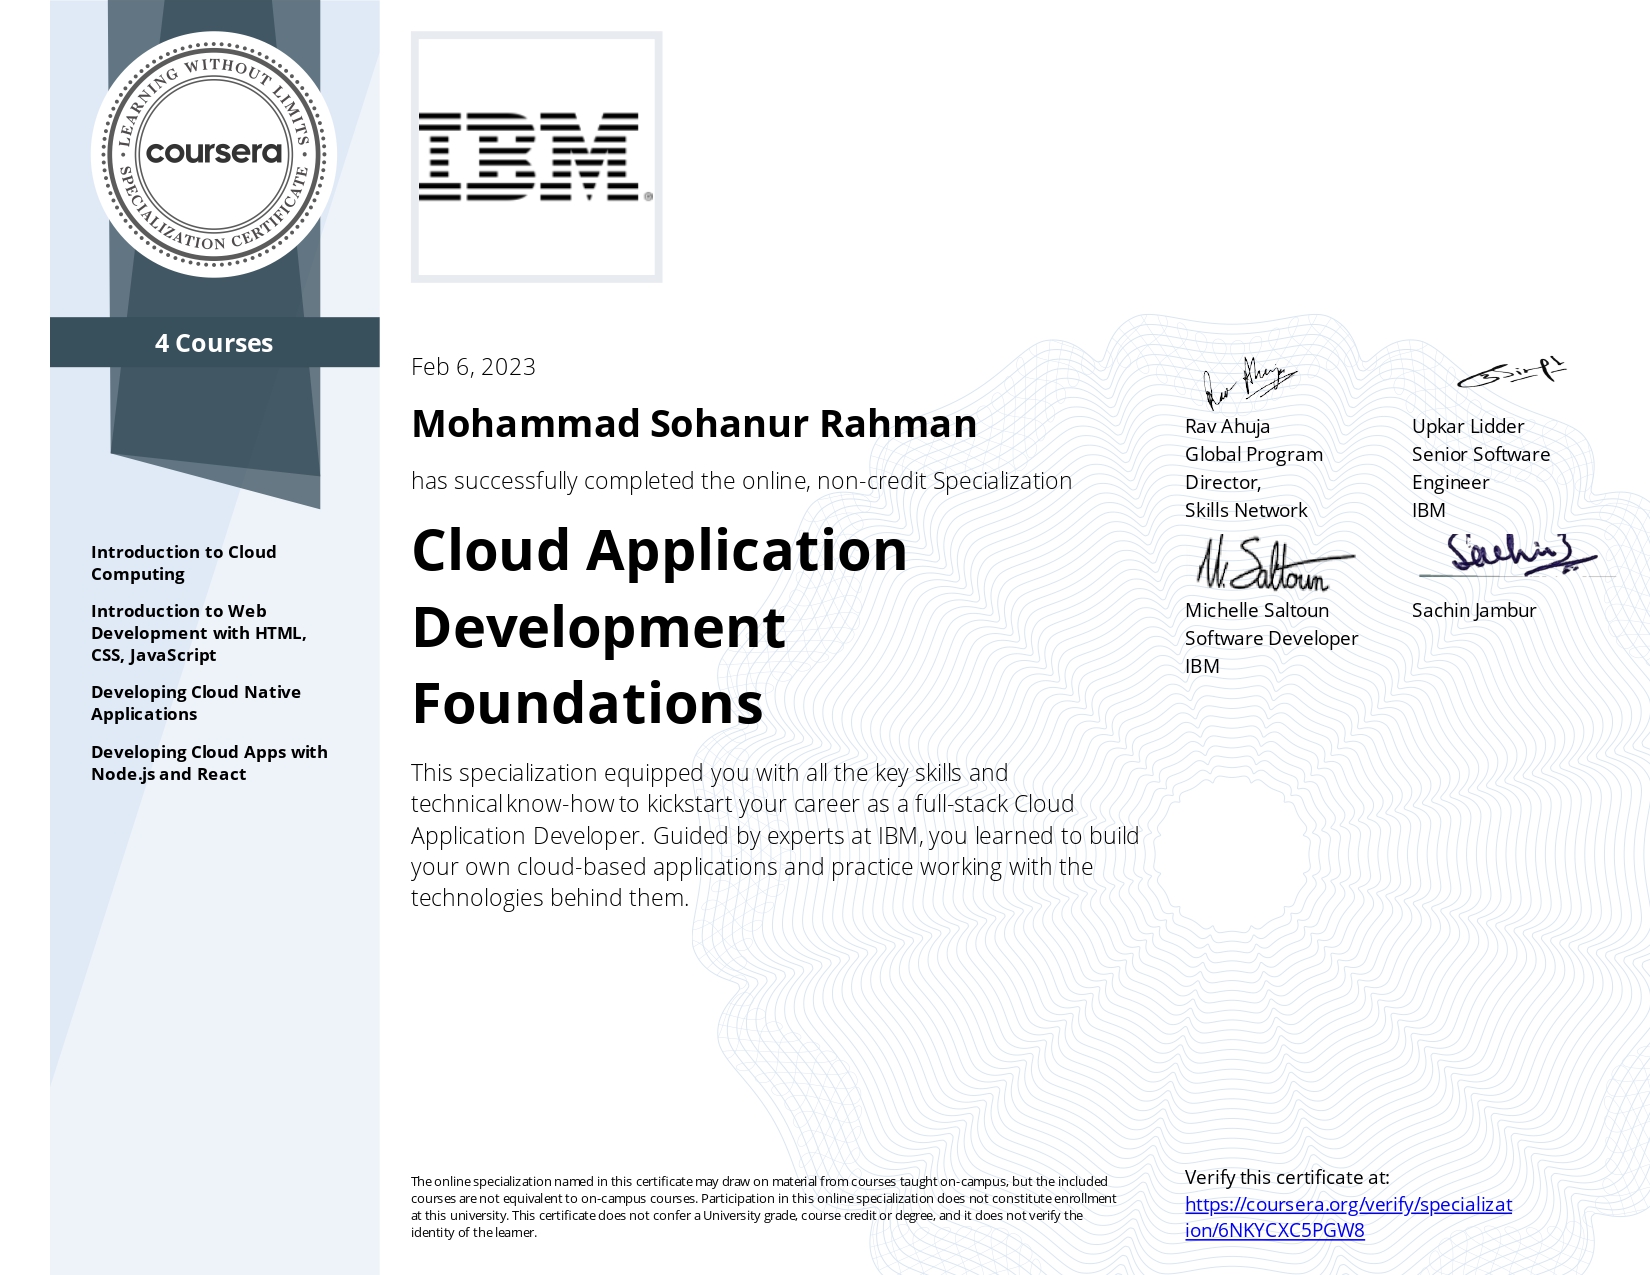 LEARNING WITHOUT LIMITS
coursera
SPECIALIZATION CERTIFICATE
4 Courses
Introduction to Cloud
Computing
Introduction to Web
Development with HTML,
CSS, JavaScript
Developing Cloud Native
Applications
Developing Cloud Apps with
Node.js and React
IBM®
Feb 6, 2023
Mohammad Sohanur Rahman
has successfully completed the online, non-credit Specialization
Cloud Application
Development
Foundations
This specialization equipped you with all the key skills and
technical know-how to kickstart your career as a full-stack Cloud
Application Developer. Guided by experts at IBM, you learned to build
your own cloud-based applications and practice working with the
technologies behind them.
Rav Ahuja
Rav Ahuja
Global Program
Director,
Skills Network
Upkar Lidder
Senior Software
Engineer
IBM
M. Saltoun
Michelle Saltoun
Software Developer
IBM
Sachin J
Sachin Jambur
The online specialization named in this certificate may draw on material from courses taught on-campus, but the included
courses are not equivalent to on-campus courses. Participation in this online specialization does not constitute enrollment
at this university. This certificate does not confer a University grade, course credit or degree, and it does not verify the
identity of the learner.
Verify this certificate at:
https://coursera.org/verify/specializat
ion/6NKYCXC5PGW8